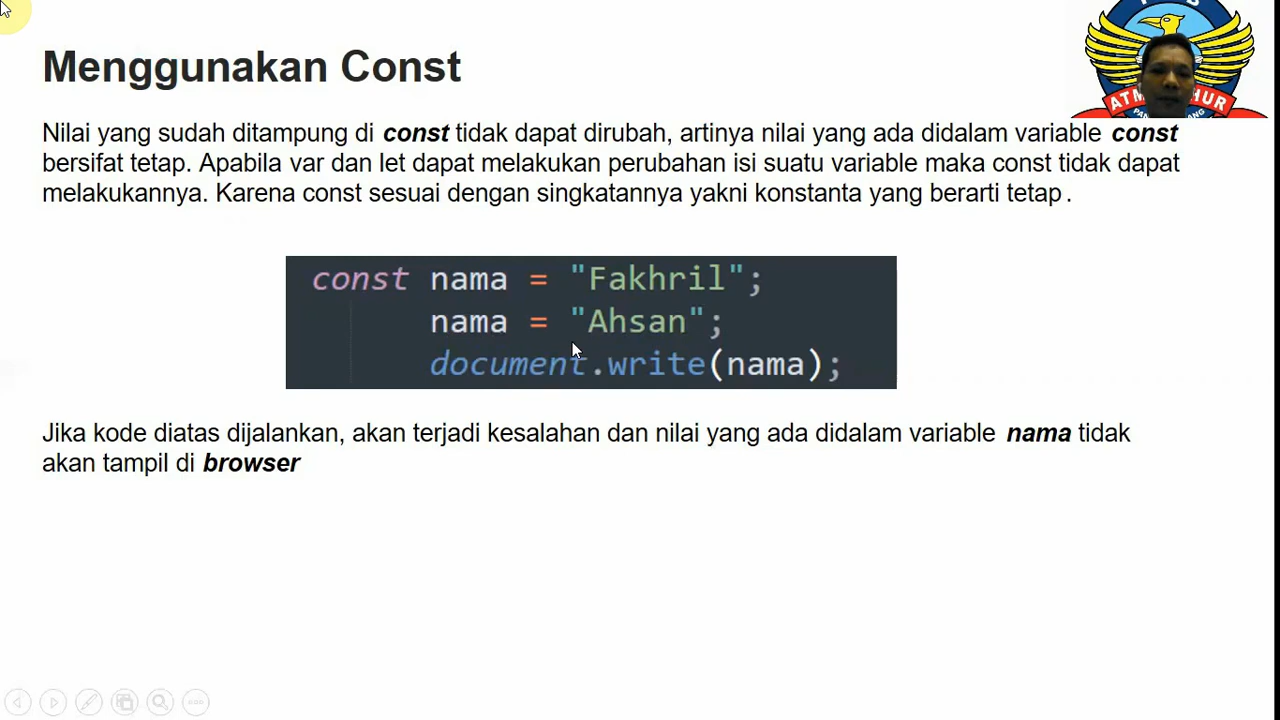 Menggunakan Const
Nilai yang sudah ditampung di const tidak dapat dirubah, artinya nilai yang ada didalam variable const
bersifat tetap. Apabila var dan let dapat melakukan perubahan isi suatu variable maka const tidak dapat
melakukannya. Karena const sesuai dengan singkatannya yakni konstanta yang berarti tetap .
const nama = "Fakhril";
nama = "Ahsan";
document.write(nama);
Jika kode diatas dijalankan, akan terjadi kesalahan dan nilai yang ada didalam variable nama tidak
akan tampil di browser